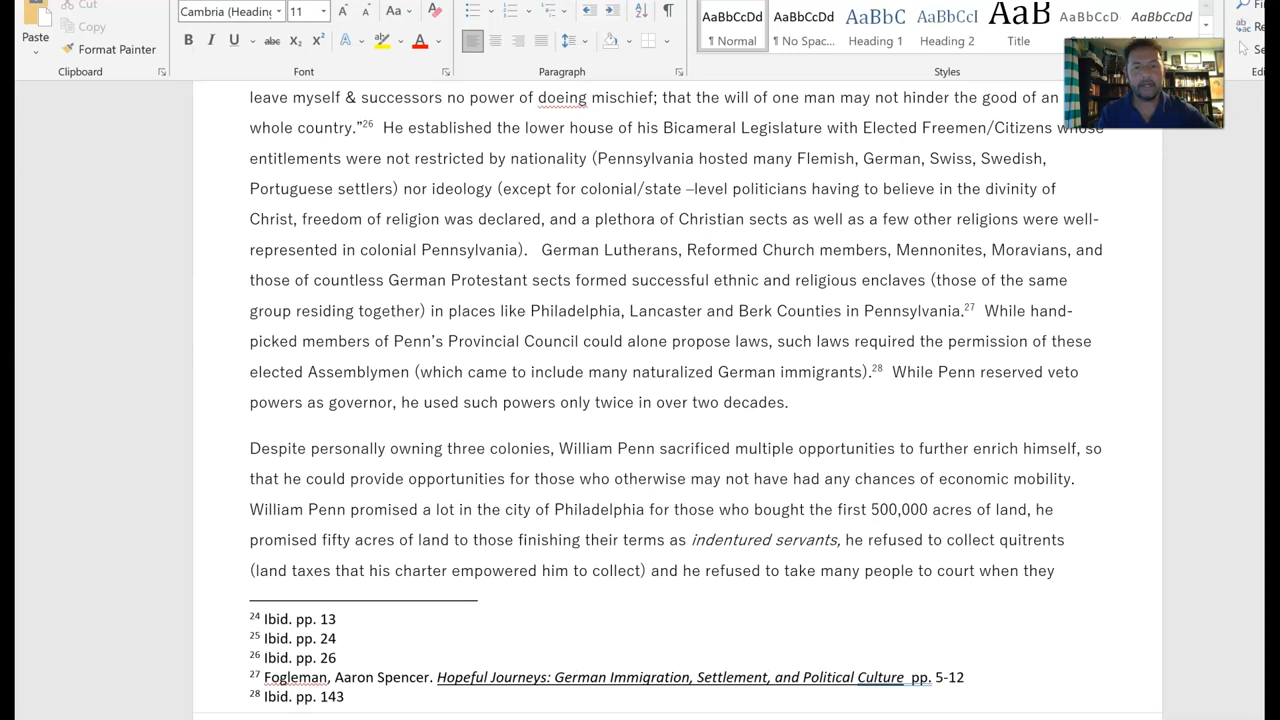 Cut
Cambria (Heading
11
A
A
Aa
A
AaBbCcDd
AaBbCcDd
AaBbC
AaBbCcI
AaB
AaBbCcD
AaBbCcDd
Paste
Copy
Format Painter
B
I
U
abc
X₂
X²
A
A
¶ Normal
¶ No Spac...
Heading 1
Heading 2
Title
Clipboard
Font
Paragraph
Styles
leave myself & successors no power of doeing mischief; that the will of one man may not hinder the good of an
whole country.”²⁶ He established the lower house of his Bicameral Legislature with Elected Freemen/Citizens whose
entitlements were not restricted by nationality (Pennsylvania hosted many Flemish, German, Swiss, Swedish,
Portuguese settlers) nor ideology (except for colonial/state –level politicians having to believe in the divinity of
Christ, freedom of religion was declared, and a plethora of Christian sects as well as a few other religions were well-
represented in colonial Pennsylvania). German Lutherans, Reformed Church members, Mennonites, Moravians, and
those of countless German Protestant sects formed successful ethnic and religious enclaves (those of the same
group residing together) in places like Philadelphia, Lancaster and Berk Counties in Pennsylvania.²⁷ While hand-
picked members of Penn’s Provincial Council could alone propose laws, such laws required the permission of these
elected Assemblymen (which came to include many naturalized German immigrants).²⁸ While Penn reserved veto
powers as governor, he used such powers only twice in over two decades.
Despite personally owning three colonies, William Penn sacrificed multiple opportunities to further enrich himself, so
that he could provide opportunities for those who otherwise may not have had any chances of economic mobility.
William Penn promised a lot in the city of Philadelphia for those who bought the first 500,000 acres of land, he
promised fifty acres of land to those finishing their terms as indentured servants, he refused to collect quitrents
(land taxes that his charter empowered him to collect) and he refused to take many people to court when they
²⁴ Ibid. pp. 13
²⁵ Ibid. pp. 24
²⁶ Ibid. pp. 26
²⁷ Fogleman, Aaron Spencer. Hopeful Journeys: German Immigration, Settlement, and Political Culture pp. 5-12
²⁸ Ibid. pp. 143